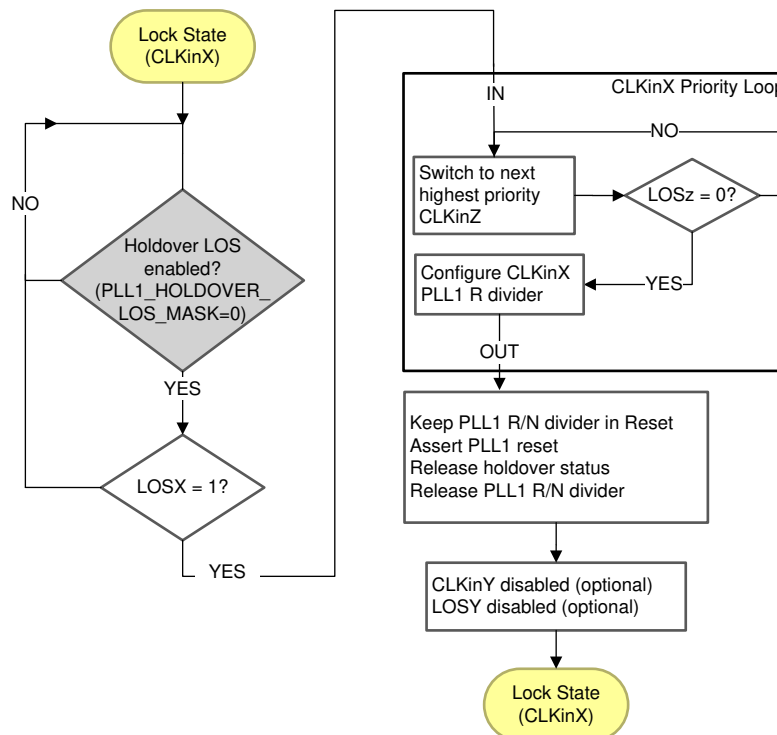 Lock State
(CLKinX)
NO
Holdover LOS
enabled?
(PLL1_HOLDOVER_
LOS_MASK=0)
YES
LOSX = 1?
YES
IN
CLKinX Priority Loop
NO
Switch to next
highest priority
CLKinZ
LOSz = 0?
YES
Configure CLKinX
PLL1 R divider
OUT
Keep PLL1 R/N divider in Reset
Assert PLL1 reset
Release holdover status
Release PLL1 R/N divider
CLKinY disabled (optional)
LOSY disabled (optional)
Lock State
(CLKinX)